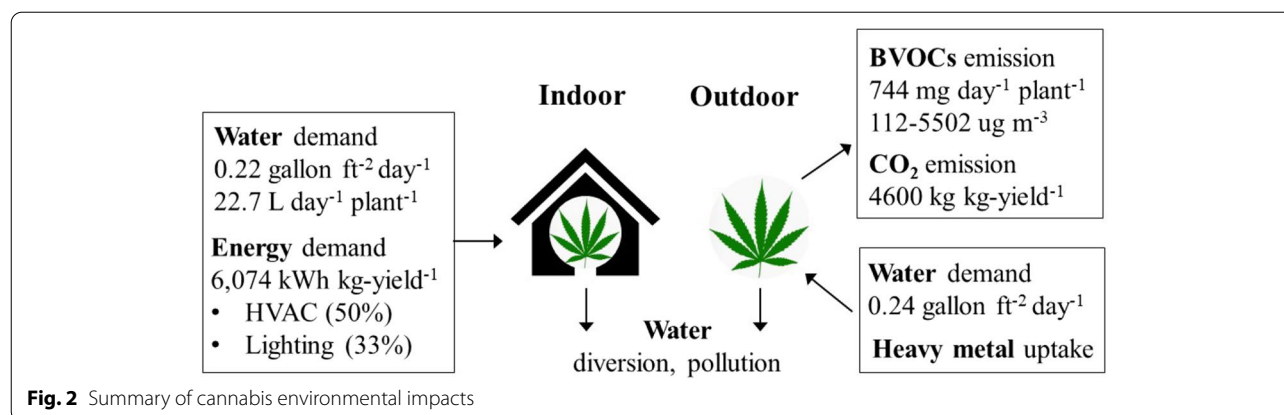 Indoor
Outdoor
Water demand
0.22 gallon ft⁻² day⁻¹
22.7 L day⁻¹ plant⁻¹
Energy demand
6,074 kWh kg-yield⁻¹
• HVAC (50%)
• Lighting (33%)
BVOCs emission
744 mg day⁻¹ plant⁻¹
112-5502 ug m⁻³
CO₂ emission
4600 kg kg-yield⁻¹
Water demand
0.24 gallon ft⁻² day⁻¹
Heavy metal uptake
Water
diversion, pollution
Fig. 2 Summary of cannabis environmental impacts